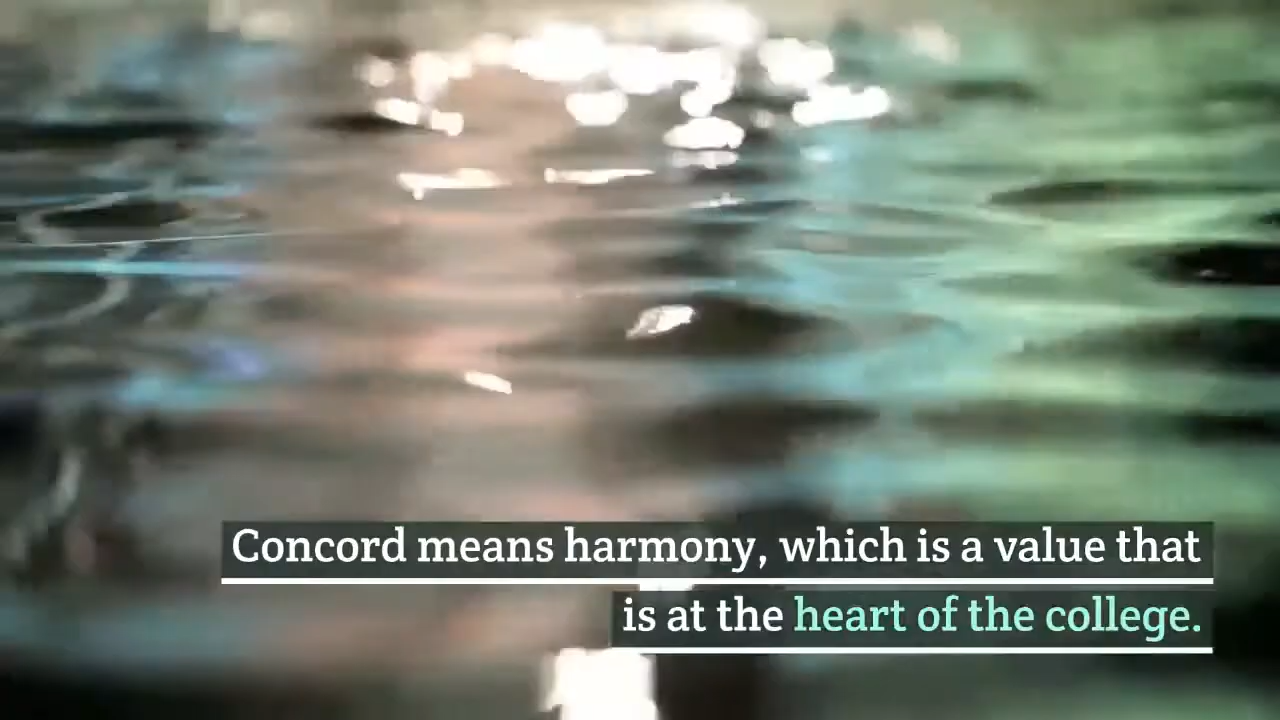 Concord means harmony, which is a value that
is at the heart of the college.